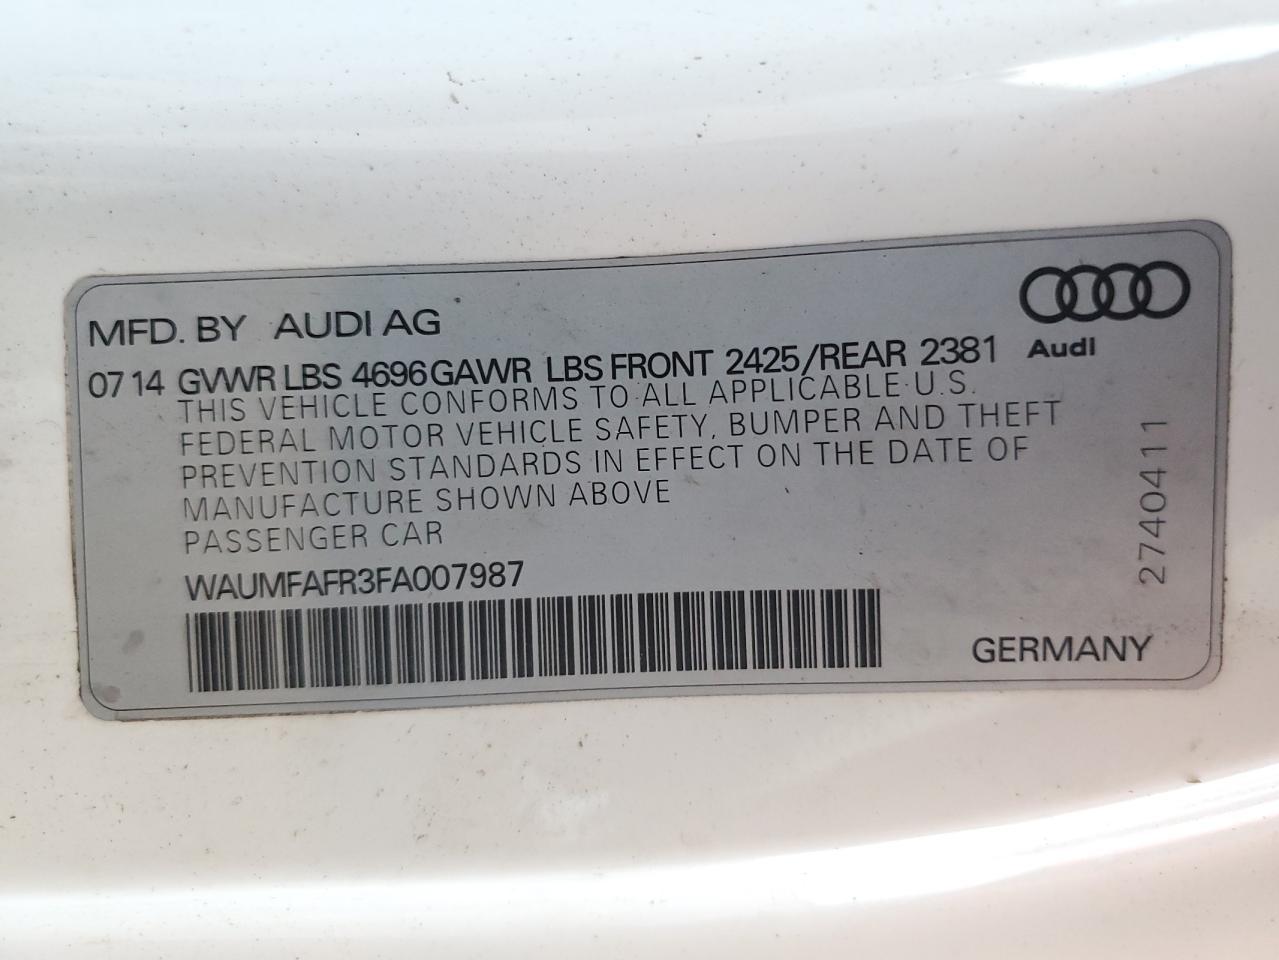 MFD. BY AUDI AG
0714 GVWR LBS 4696 GAWR LBS FRONT 2425/REAR 2381
THIS VEHICLE CONFORMS TO ALL APPLICABLE U.S.
FEDERAL MOTOR VEHICLE SAFETY, BUMPER AND THEFT
PREVENTION STANDARDS IN EFFECT ON THE DATE OF
MANUFACTURE SHOWN ABOVE
PASSENGER CAR
WAUMFAFR3FA007987
Audi
2740411
GERMANY